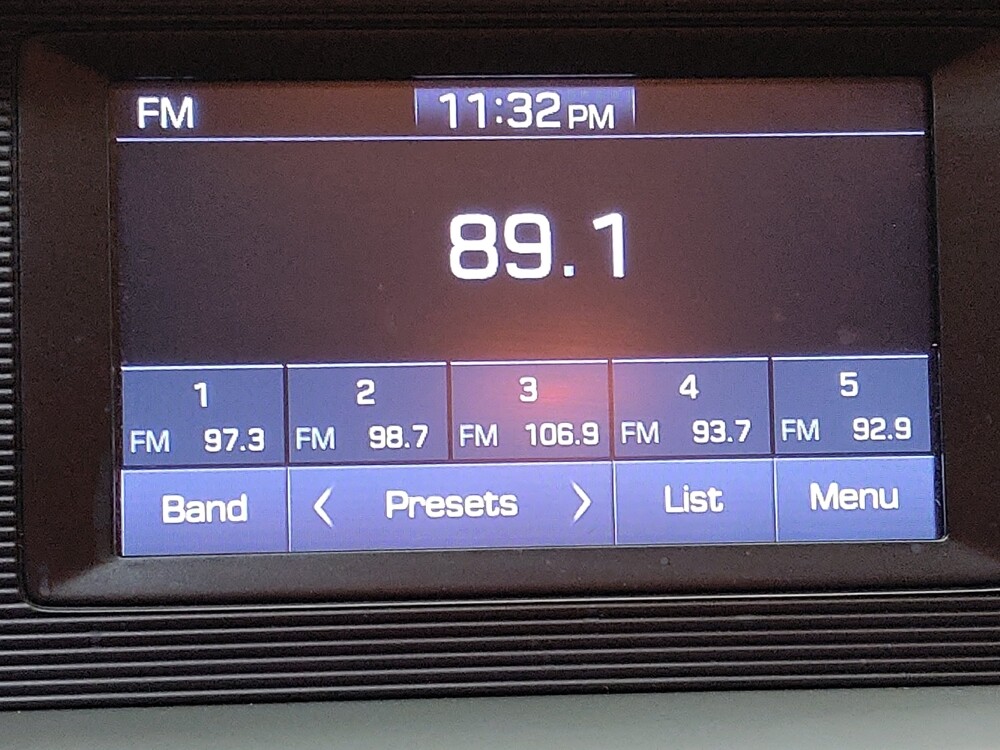 FM 11:32 PM
89.1
1 2 3 4 5
FM 97.3 FM 98.7 FM 106.9 FM 93.7 FM 92.9
Band < Presets > List Menu